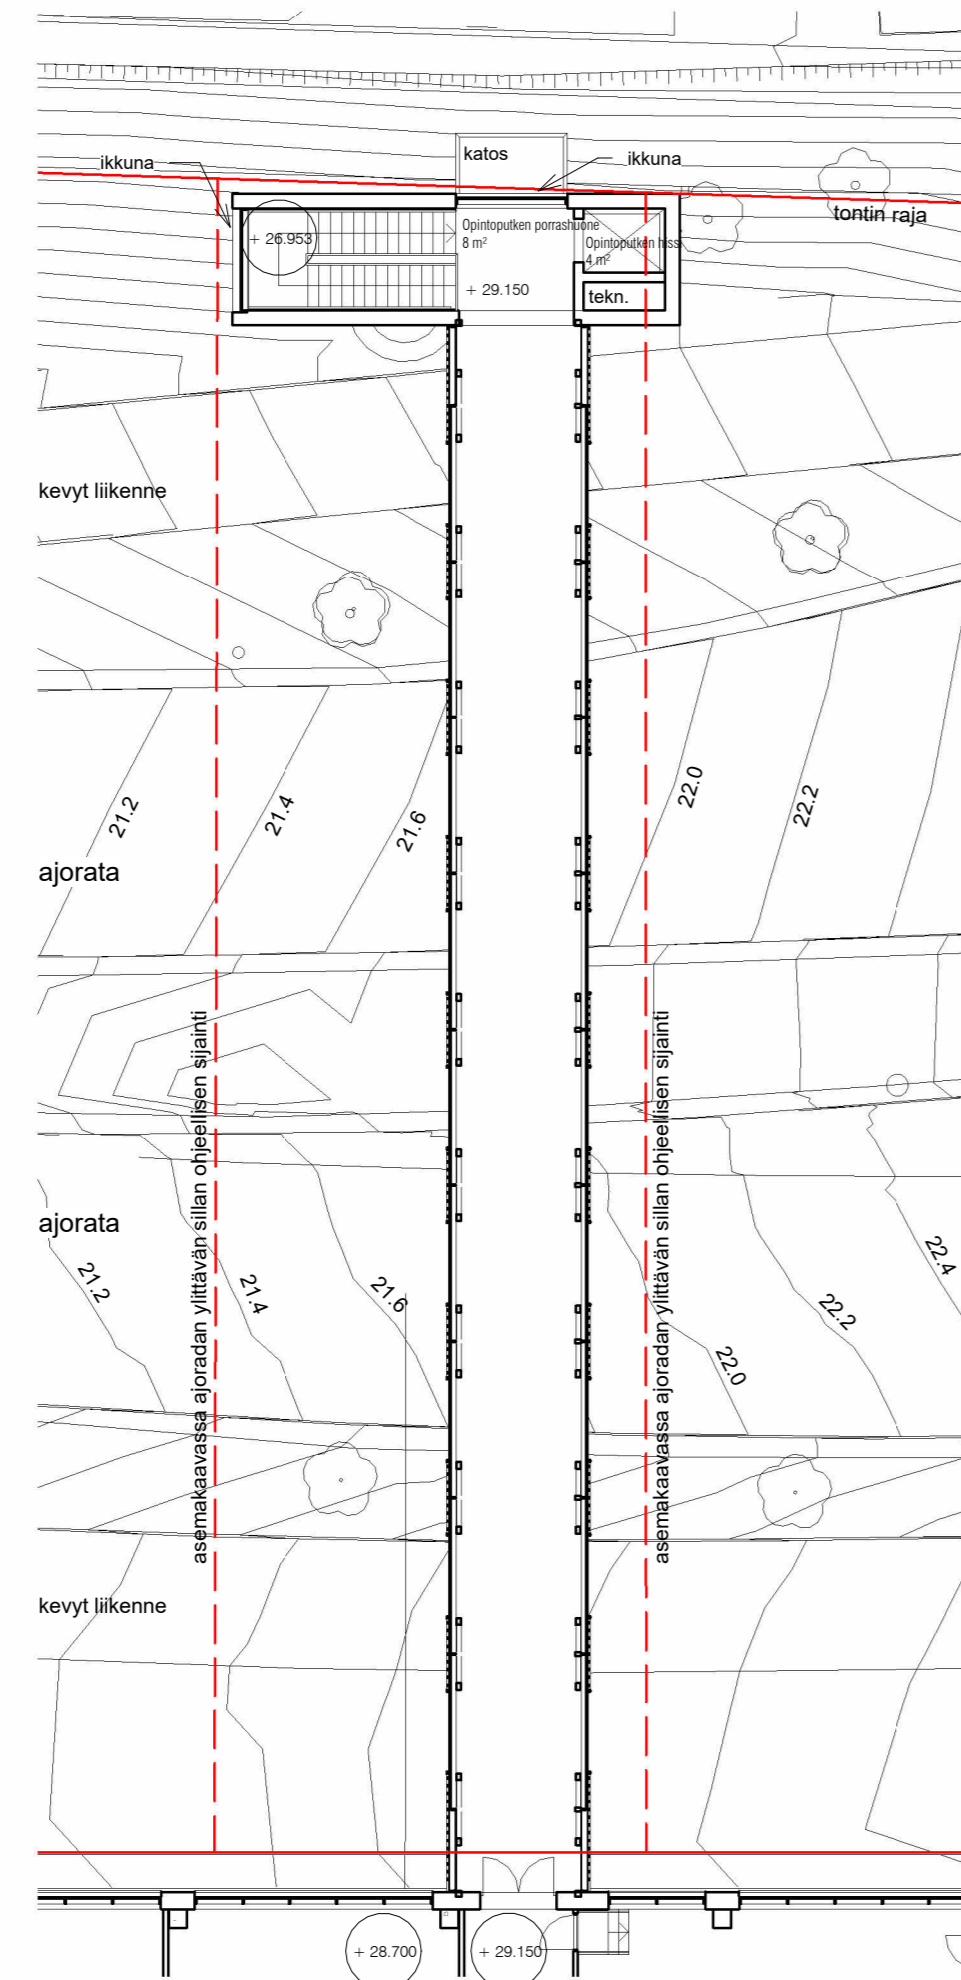 katos
ikkuna
ikkuna
tontin raja
Opintoputken porrashuone
8 m²
+ 26.953
Opintoputken hissi
4 m²
+ 29.150
tekn.
kevyt liikenne
21.2
21.4
21.6
22.0
22.2
ajorata
asemakaavassa ajoradan ylittävän sillan ohjeellisen sijainti
asemakaavassa ajoradan ylittävän sillan ohjeellisen sijainti
ajorata
21.2
21.4
21.6
22.0
22.2
22.4
kevyt liikenne
+ 28.700
+ 29.150